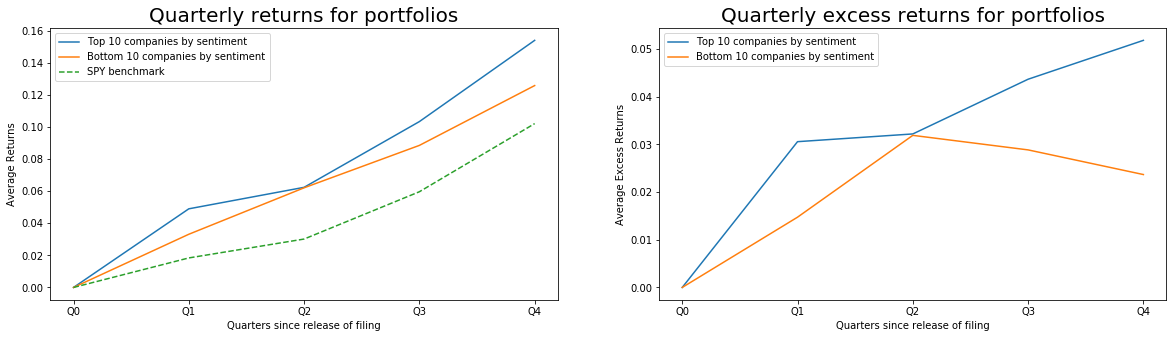 Quarterly returns for portfolios
0.16
0.14
0.12
0.10
0.08
0.06
0.04
0.02
0.00
Average Returns
Top 10 companies by sentiment
Bottom 10 companies by sentiment
SPY benchmark
Q0 Q1 Q2 Q3 Q4
Quarters since release of filing
Quarterly excess returns for portfolios
0.05
0.04
0.03
0.02
0.01
0.00
Average Excess Returns
Top 10 companies by sentiment
Bottom 10 companies by sentiment
Q0 Q1 Q2 Q3 Q4
Quarters since release of filing